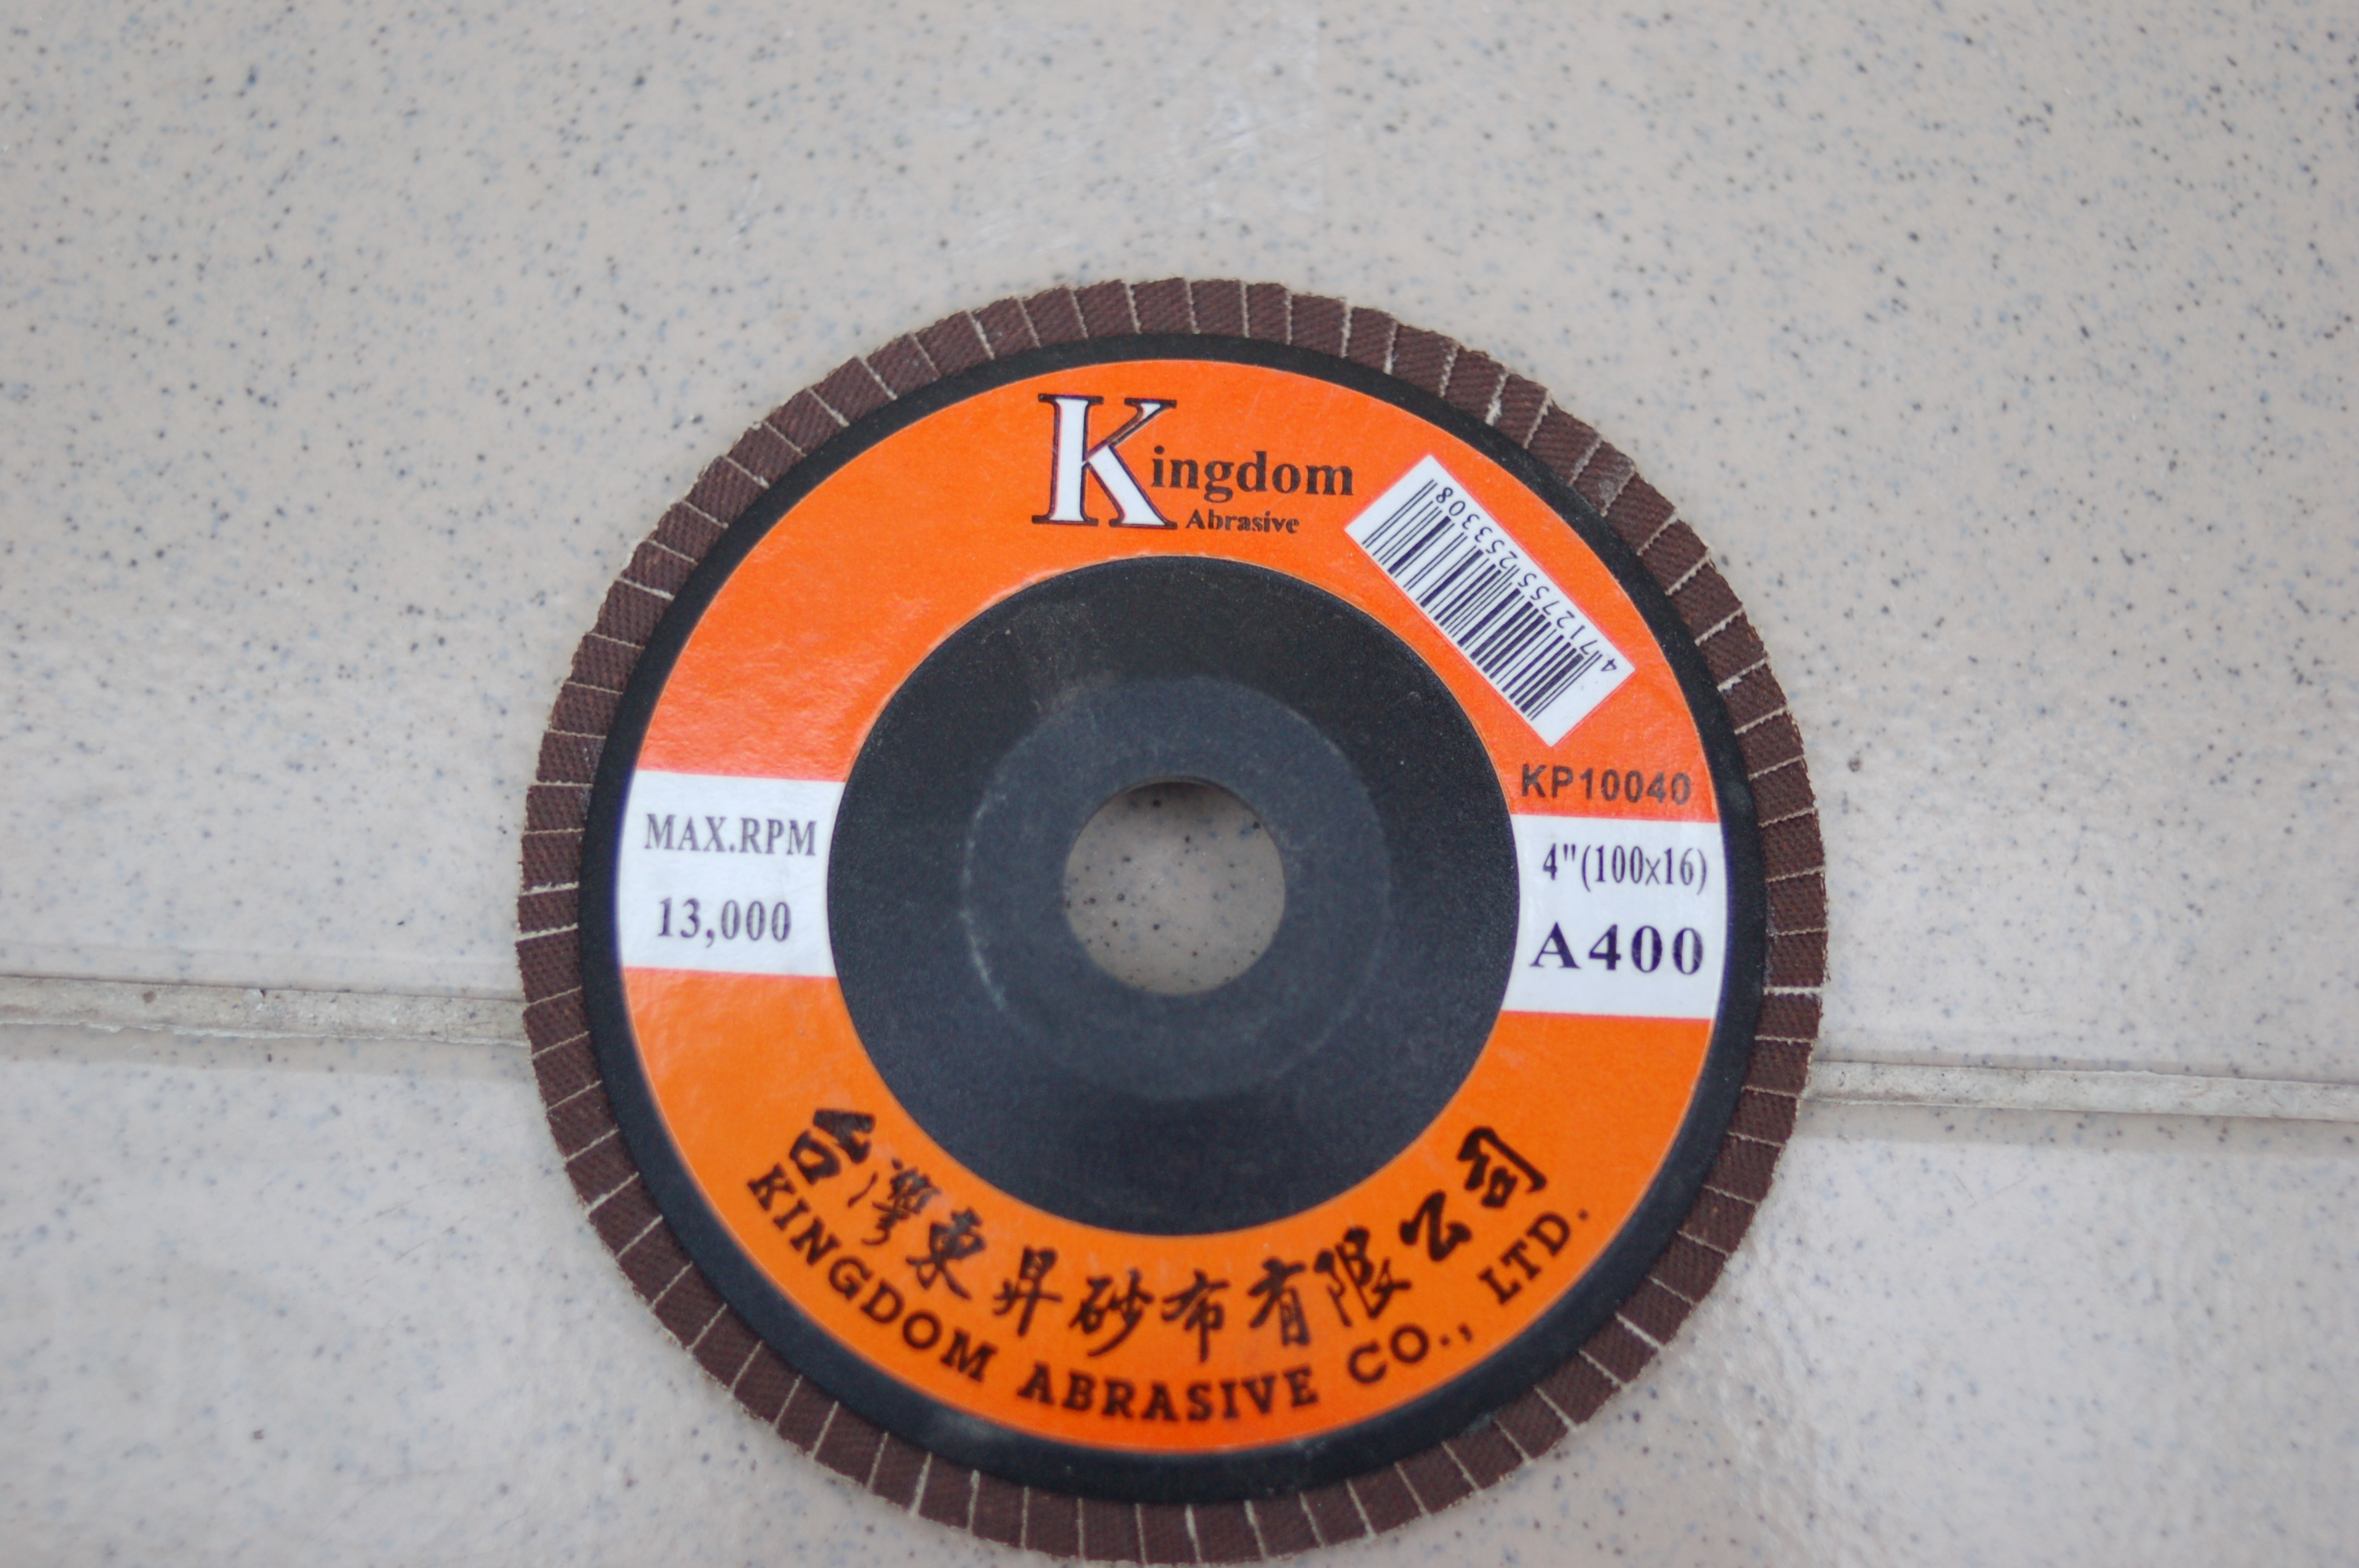 Kingdom
Abrasive
4712755253308
KP10040
MAX.RPM
13,000
4"(100x16)
A400
台灣東昇砂布有限公司
KINGDOM ABRASIVE CO., LTD.